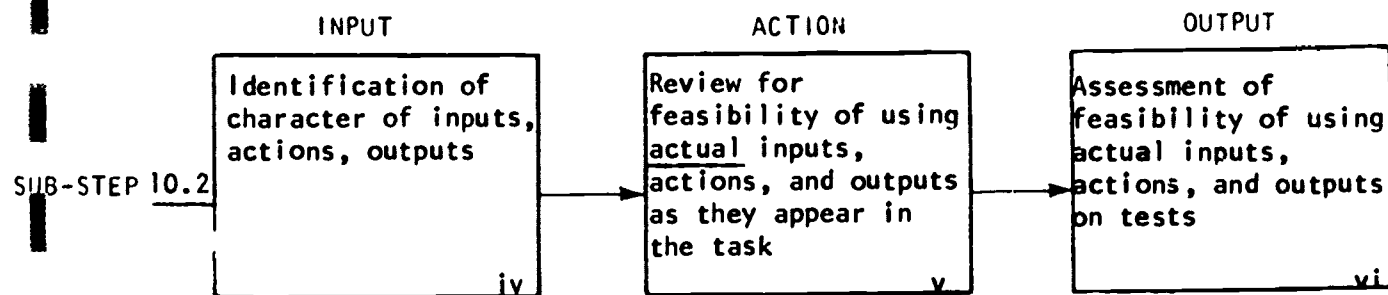 INPUT
ACTION
OUTPUT
Identification of
character of inputs,
actions, outputs
iv
Review for
feasibility of using
actual inputs,
actions, and outputs
as they appear in
the task
v
Assessment of
feasibility of using
actual inputs,
actions, and outputs
on tests
vi
SUB-STEP 10.2